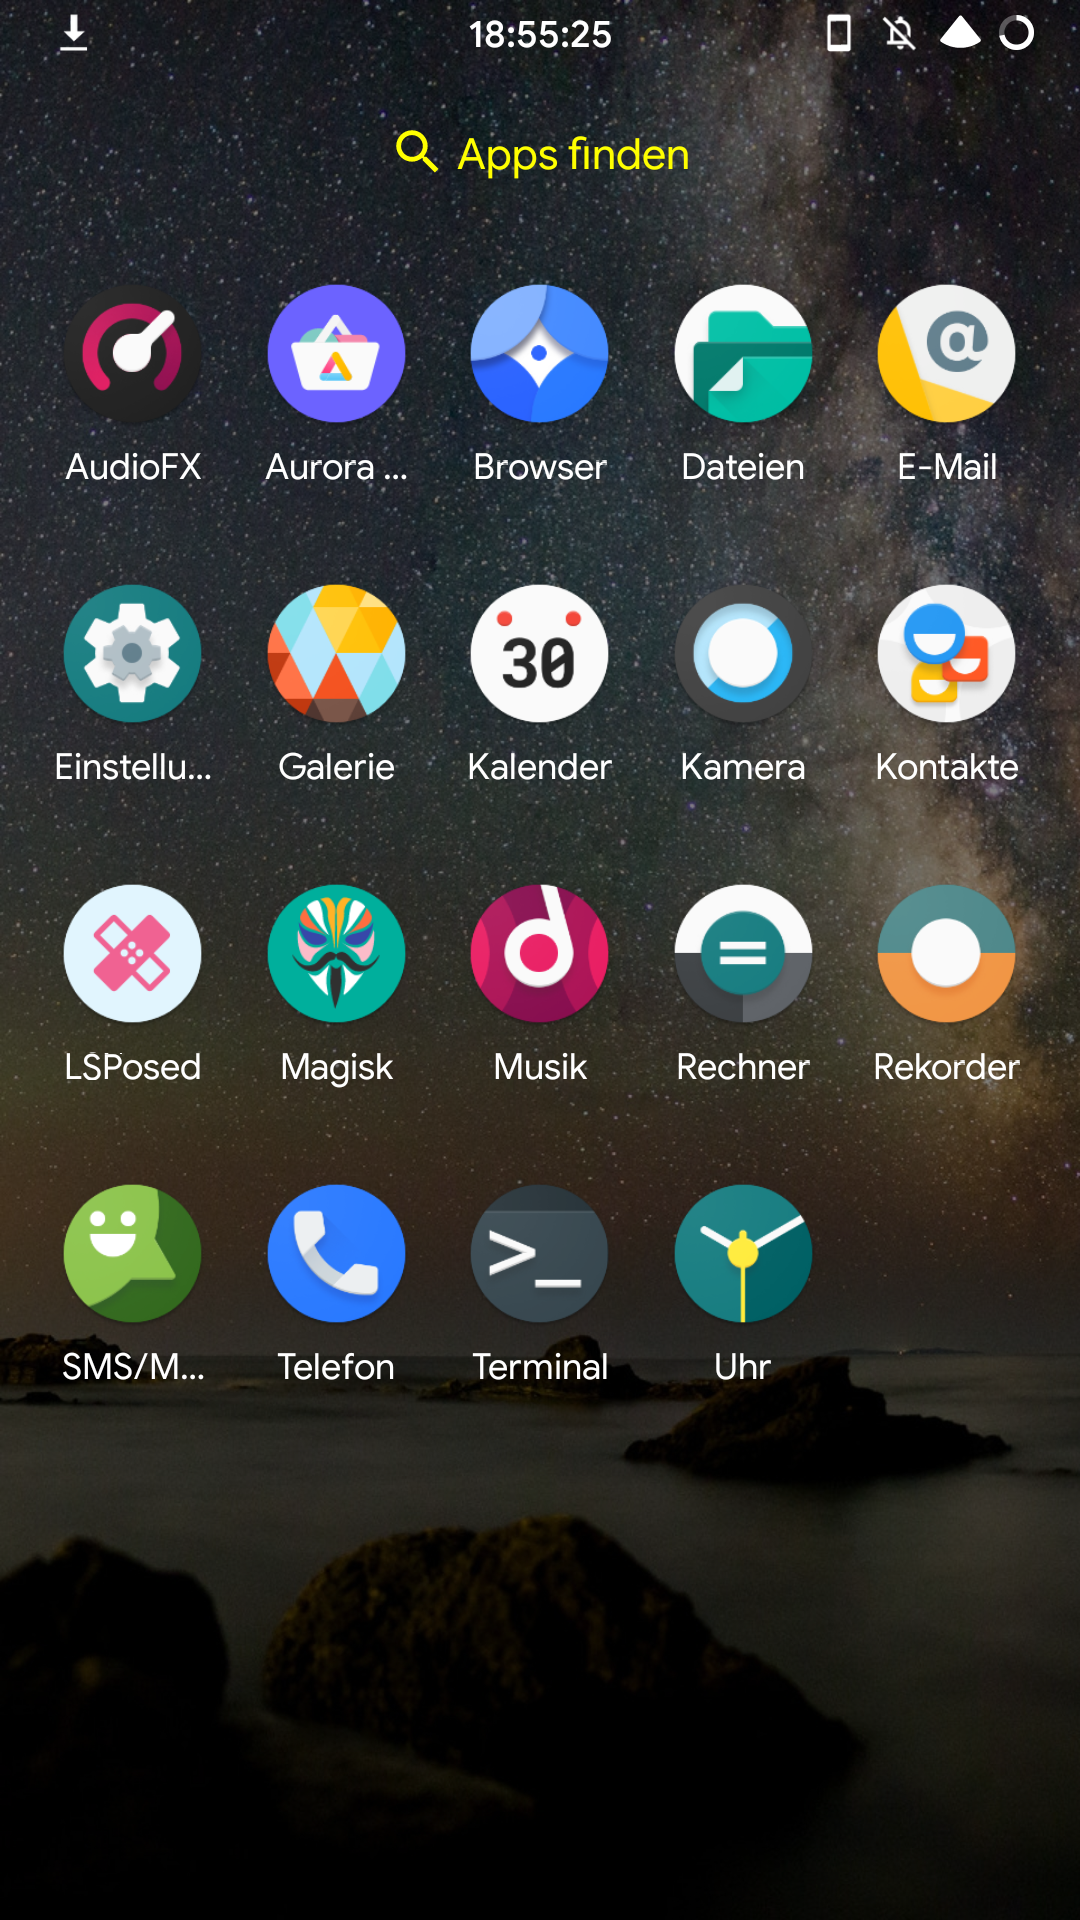 18:55:25
Apps finden
@
AudioFX Aurora ... Browser Dateien E-Mail
30
Einstellu... Galerie Kalender Kamera Kontakte
=
LSPosed Magisk Musik Rechner Rekorder
>_
SMS/M... Telefon Terminal Uhr